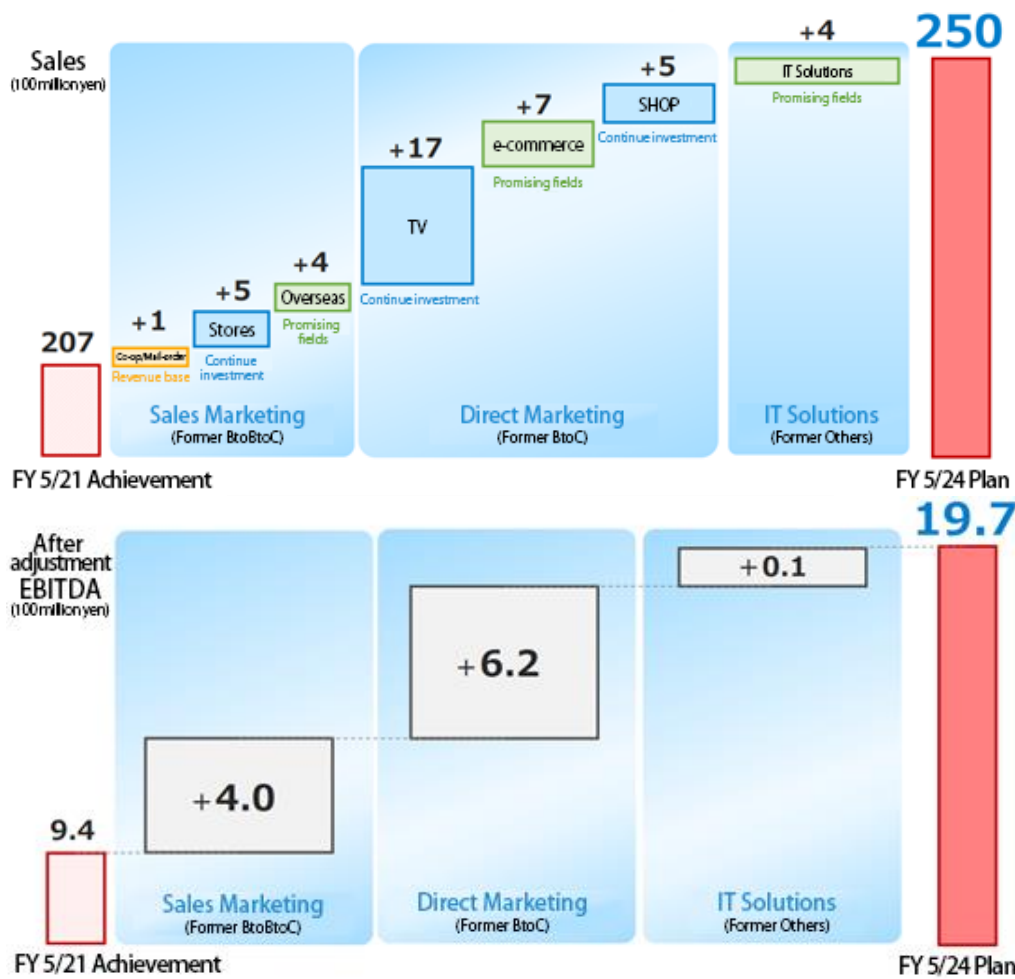 Sales
(100 million yen)
207
FY 5/21 Achievement
+1
Co-op/Mail-order
Revenue base
+5
Stores
Continue
investment
+4
Overseas
Promising
fields
Sales Marketing
(Former BtoBtoC)
+17
TV
Continue investment
+7
e-commerce
Promising fields
+5
SHOP
Continue investment
Direct Marketing
(Former BtoC)
+4
IT Solutions
Promising fields
IT Solutions
(Former Others)
250
FY 5/24 Plan
After
adjustment
EBITDA
(100 million yen)
9.4
FY 5/21 Achievement
+4.0
Sales Marketing
(Former BtoBtoC)
+6.2
Direct Marketing
(Former BtoC)
+0.1
IT Solutions
(Former Others)
19.7
FY 5/24 Plan